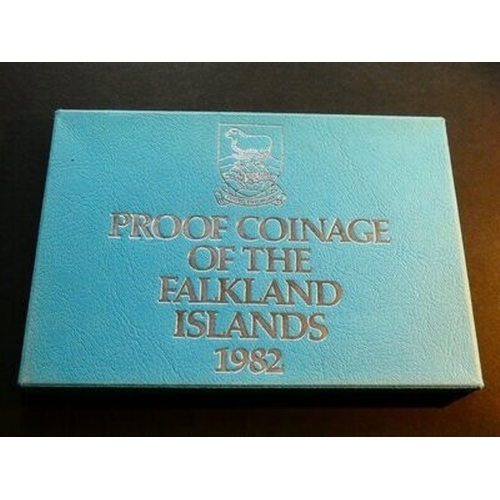 PROOF COINAGE
OF THE
FALKLAND
ISLANDS
1982